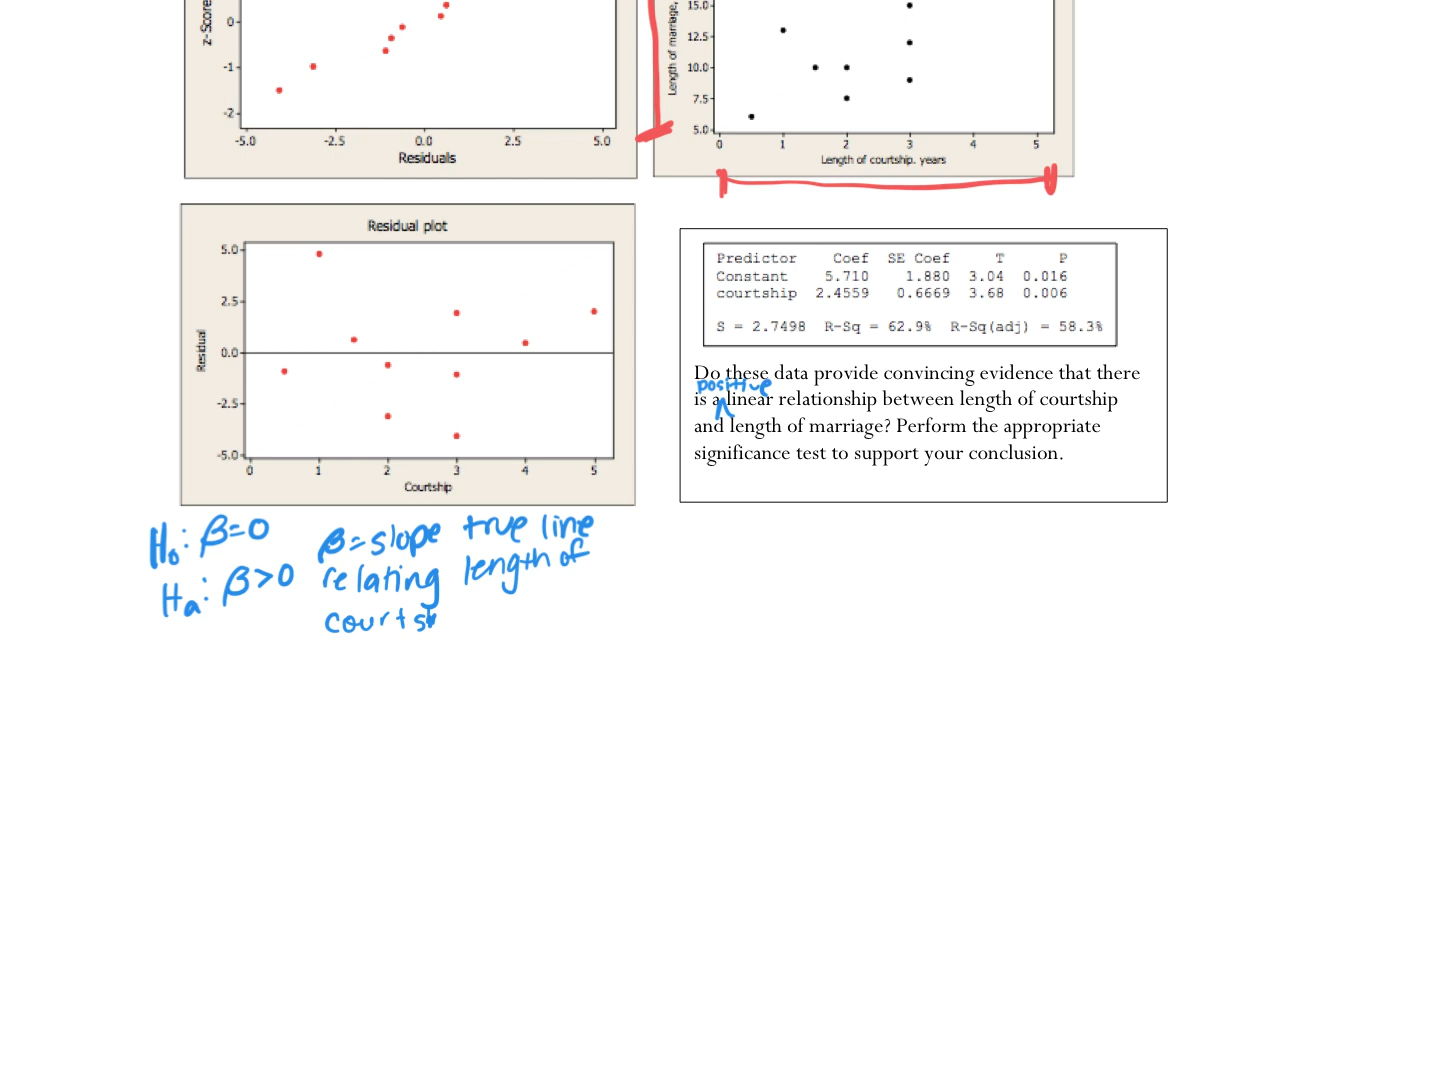 z-Score
0
-1
-2
-5.0 -2.5 0.0 2.5 5.0
Residuals
Length of marriage,
15.0
12.5
10.0
7.5
5.0
0 1 2 3 4 5
Length of courtship. years
Residual plot
Residual
5.0
2.5
0.0
-2.5
-5.0
0 1 2 3 4 5
Courtship
Predictor Coef SE Coef T P
Constant 5.710 1.880 3.04 0.016
courtship 2.4559 0.6669 3.68 0.006
S = 2.7498 R-Sq = 62.9% R-Sq(adj) = 58.3%
Do these data provide convincing evidence that there
positive
is a linear relationship between length of courtship
and length of marriage? Perform the appropriate
significance test to support your conclusion.
H₀: β=0
Hₐ: β>0
β=slope true line
relating length of
courtsh